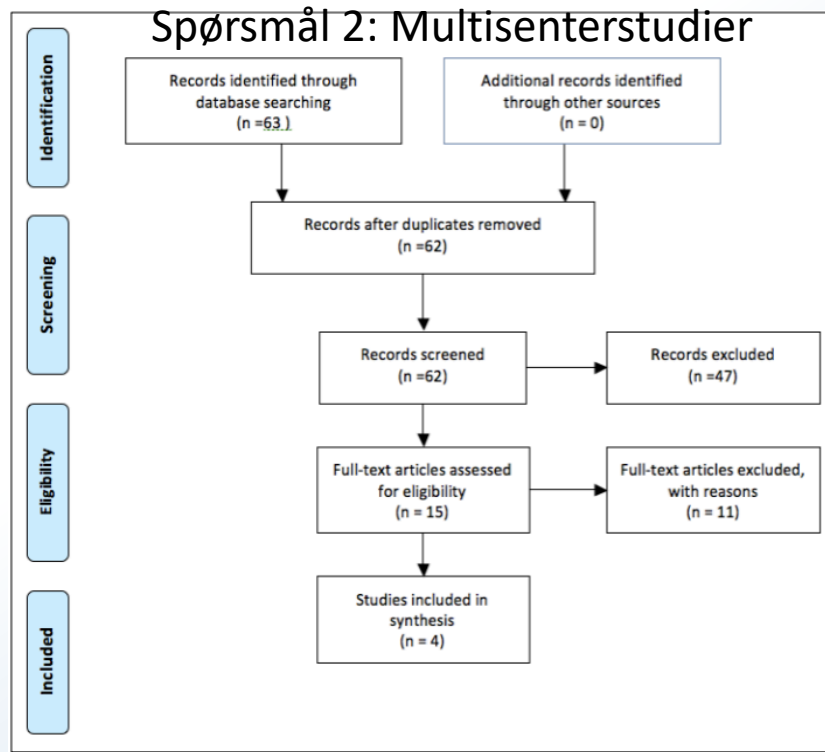 Spørsmål 2: Multisenterstudier
Identification
Records identified through
database searching
(n =63 )
Additional records identified
through other sources
(n = 0)
Records after duplicates removed
(n =62)
Screening
Records screened
(n =62)
Records excluded
(n =47)
Eligibility
Full-text articles assessed
for eligibility
(n = 15)
Full-text articles excluded,
with reasons
(n = 11)
Included
Studies included in
synthesis
(n = 4)